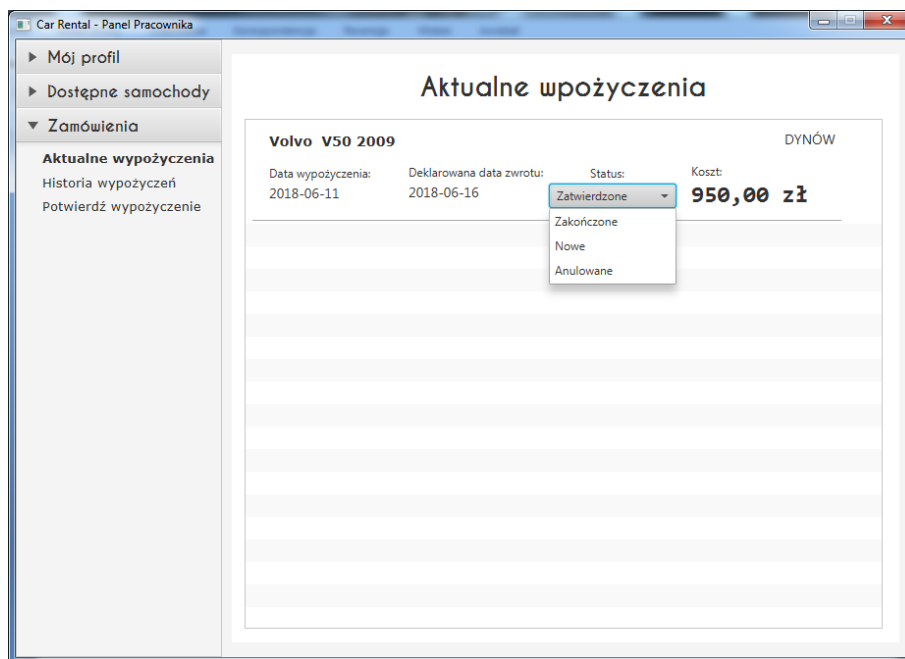 Car Rental - Panel Pracownika
Mój profil
Dostępne samochody
Zamówienia
Aktualne wypożyczenia
Historia wypożyczeń
Potwierdź wypożyczenie
Aktualne wpożyczenia
Volvo V50 2009
DYNÓW
Data wypożyczenia:
Deklarowana data zwrotu:
Status:
Koszt:
2018-06-11
2018-06-16
Zatwierdzone
950,00 zł
Zakończone
Nowe
Anulowane